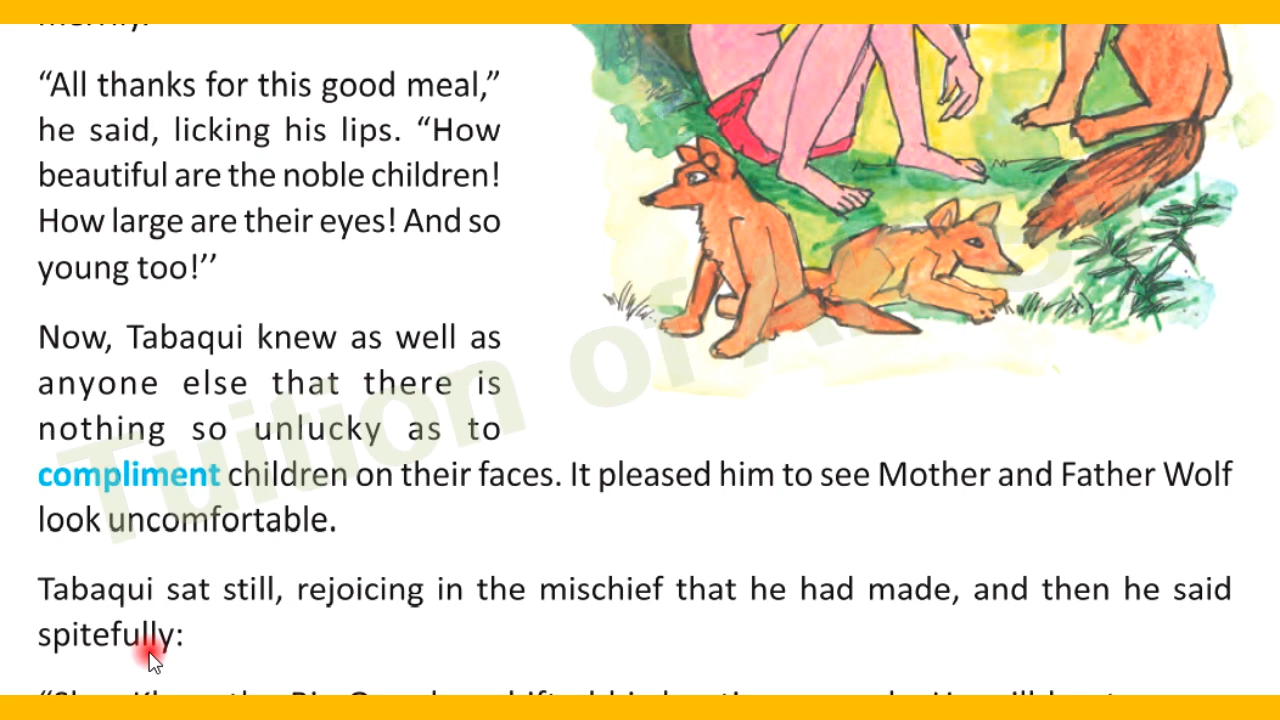 “All thanks for this good meal,”
he said, licking his lips. “How
beautiful are the noble children!
How large are their eyes! And so
young too!’’
Now, Tabaqui knew as well as
anyone else that there is
nothing so unlucky as to
compliment children on their faces. It pleased him to see Mother and Father Wolf
look uncomfortable.
Tabaqui sat still, rejoicing in the mischief that he had made, and then he said
spitefully:
Tuition of